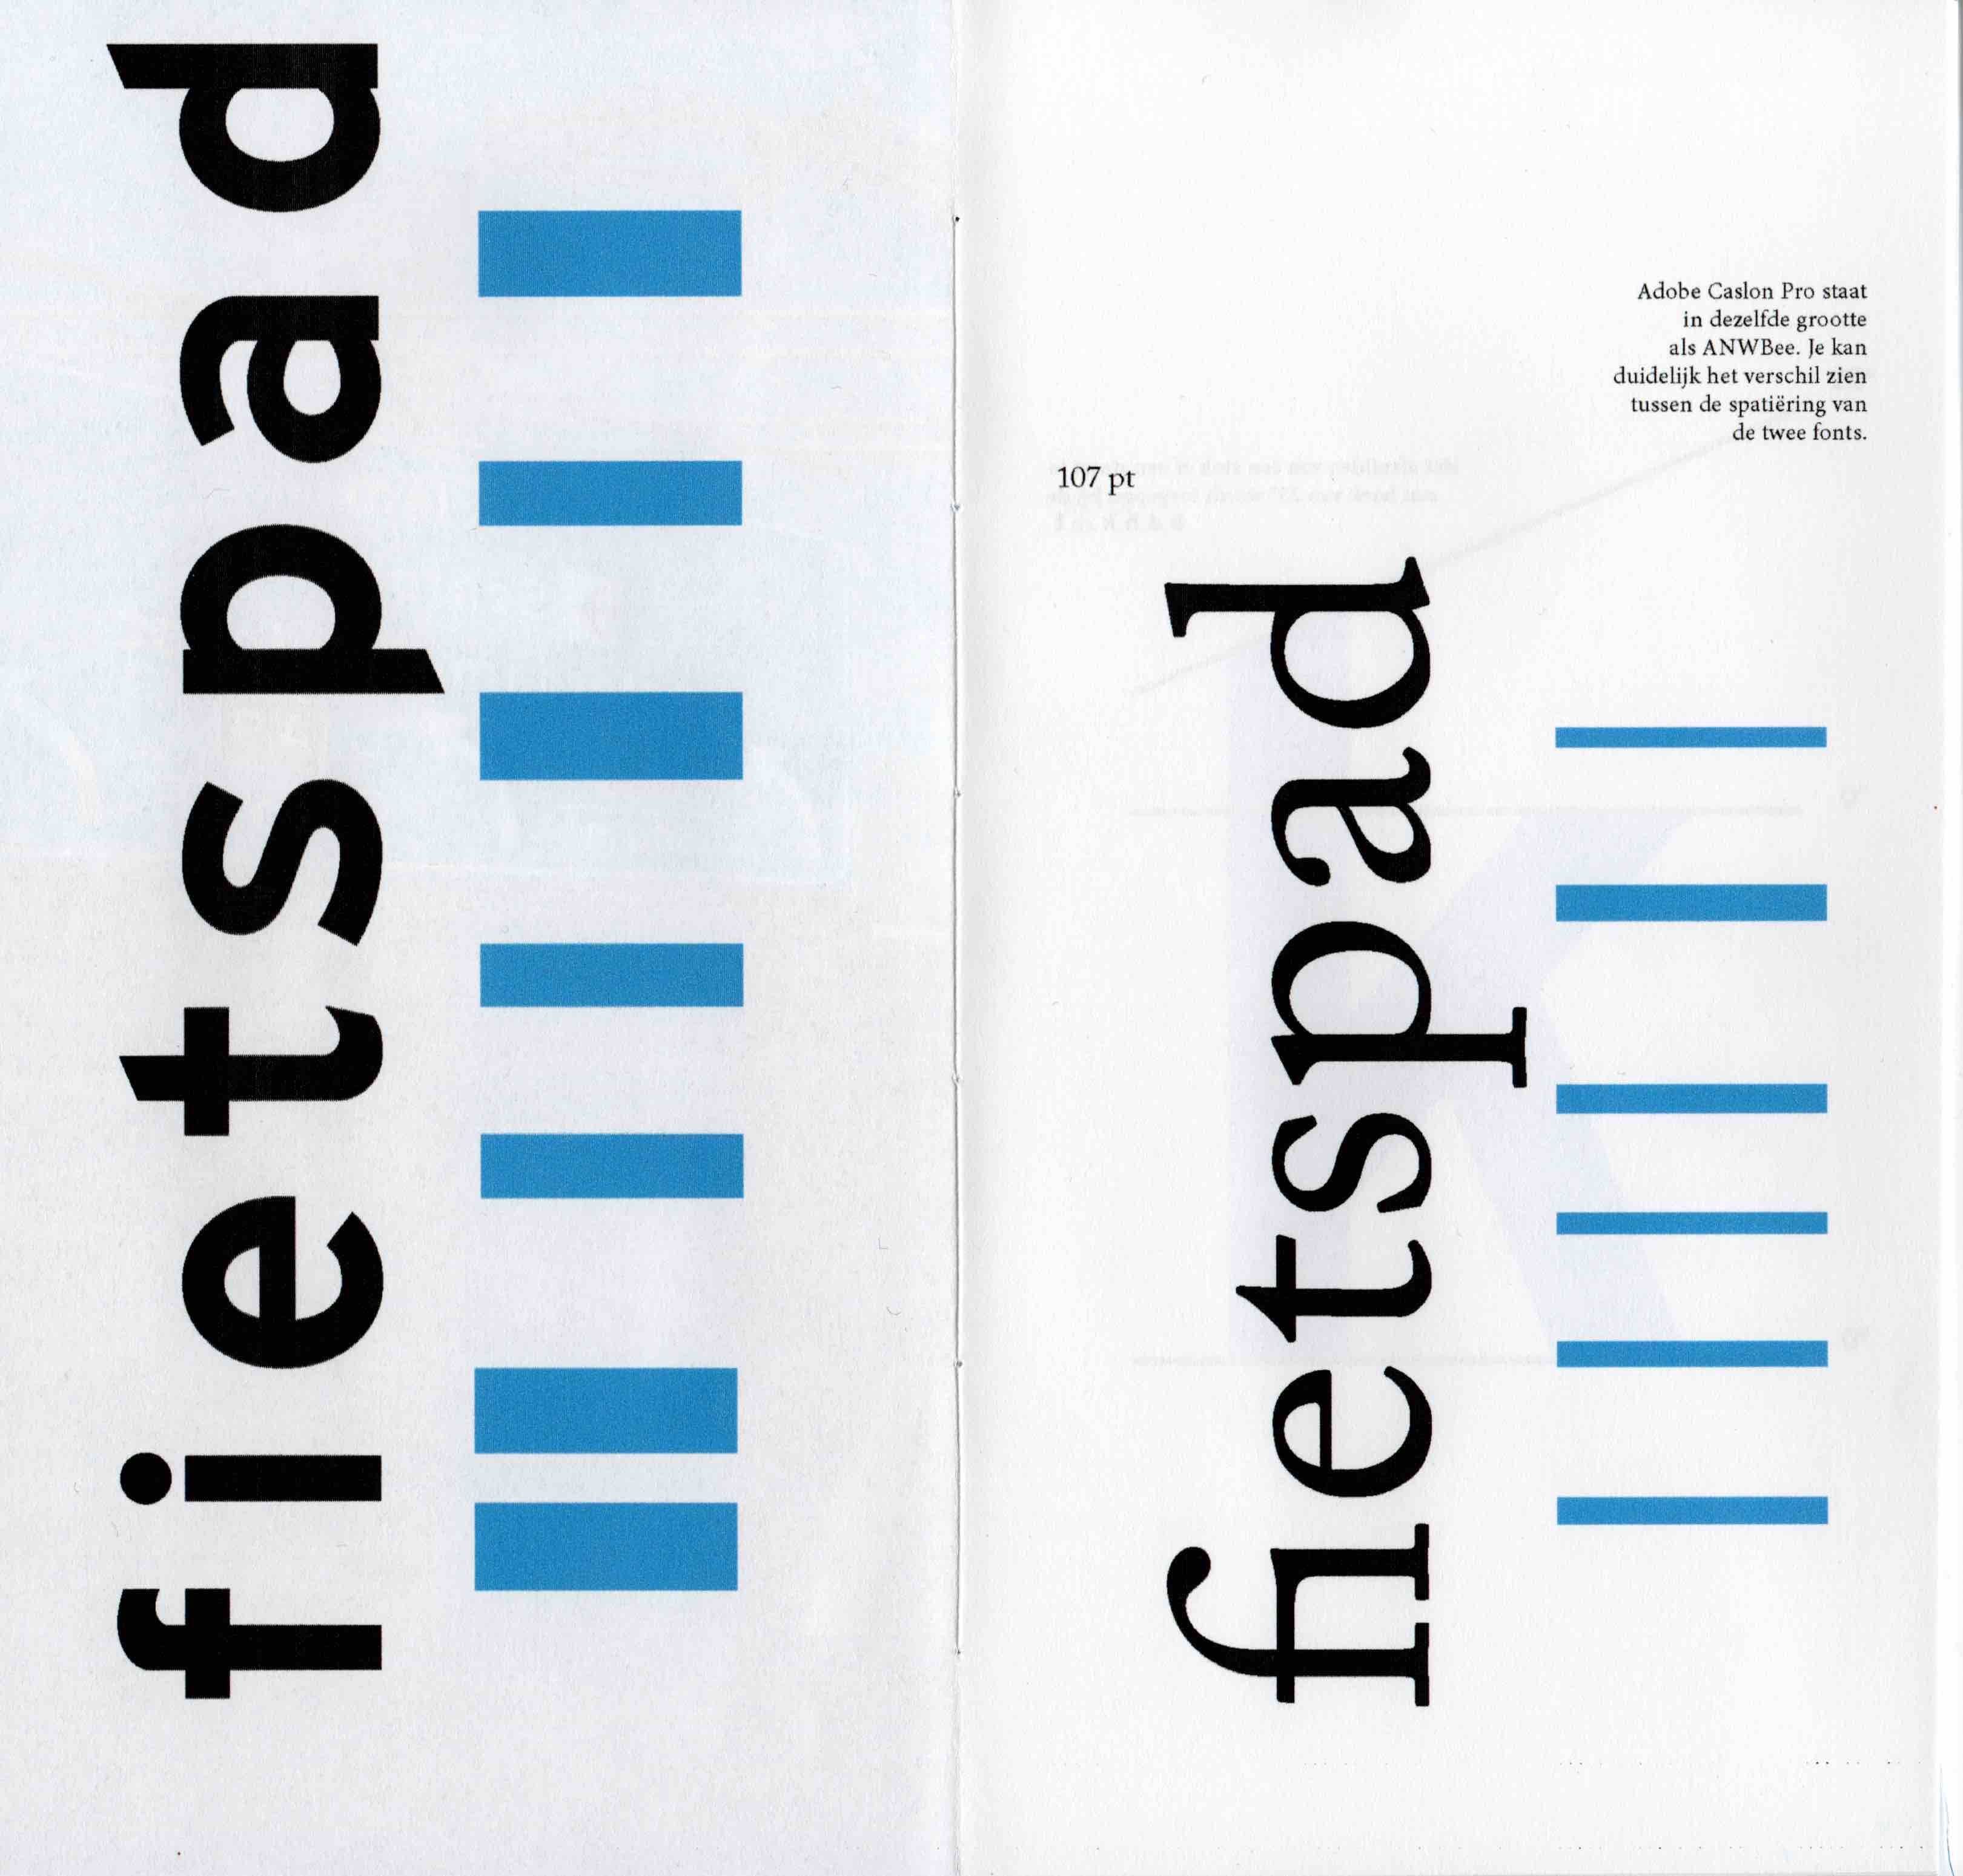 fietspad
Adobe Caslon Pro staat
in dezelfde grootte
als ANWBee. Je kan
duidelijk het verschil zien
tussen de spatiëring van
de twee fonts.
107 pt
fietspad